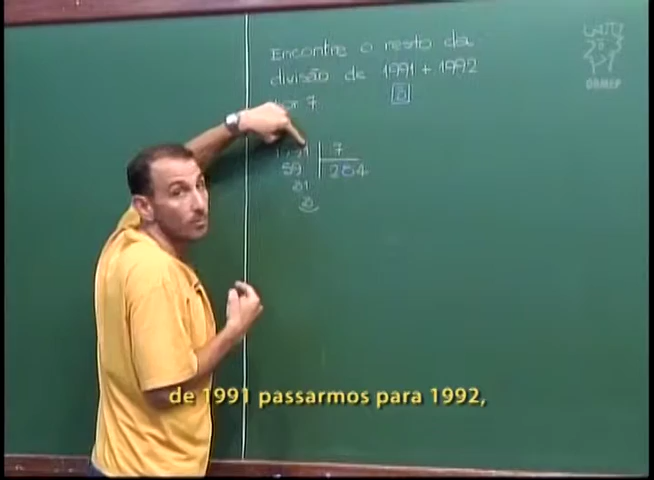 OBMEP
Encontre o resto da
divisão de 1991 + 1992
por 7
1991 7
59 284
31
3
de 1991 passarmos para 1992,